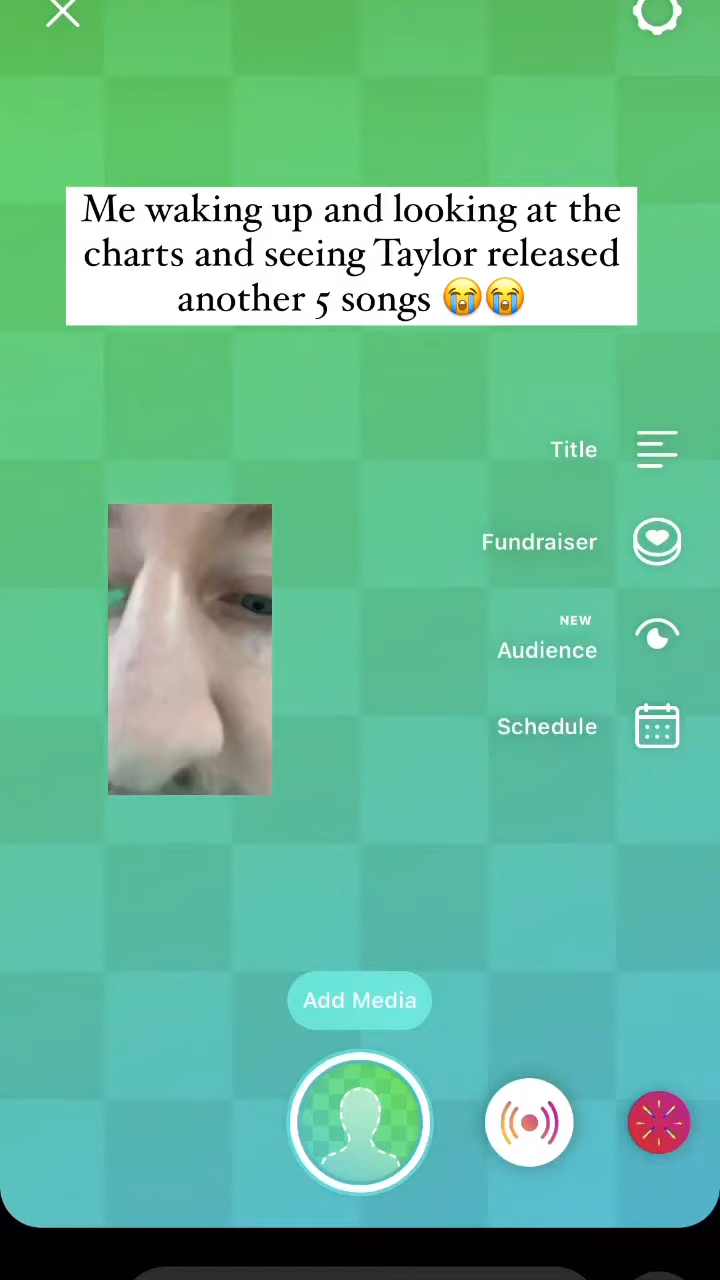 Me waking up and looking at the
charts and seeing Taylor released
another 5 songs 😭😭
Title
Fundraiser
NEW
Audience
Schedule
Add Media